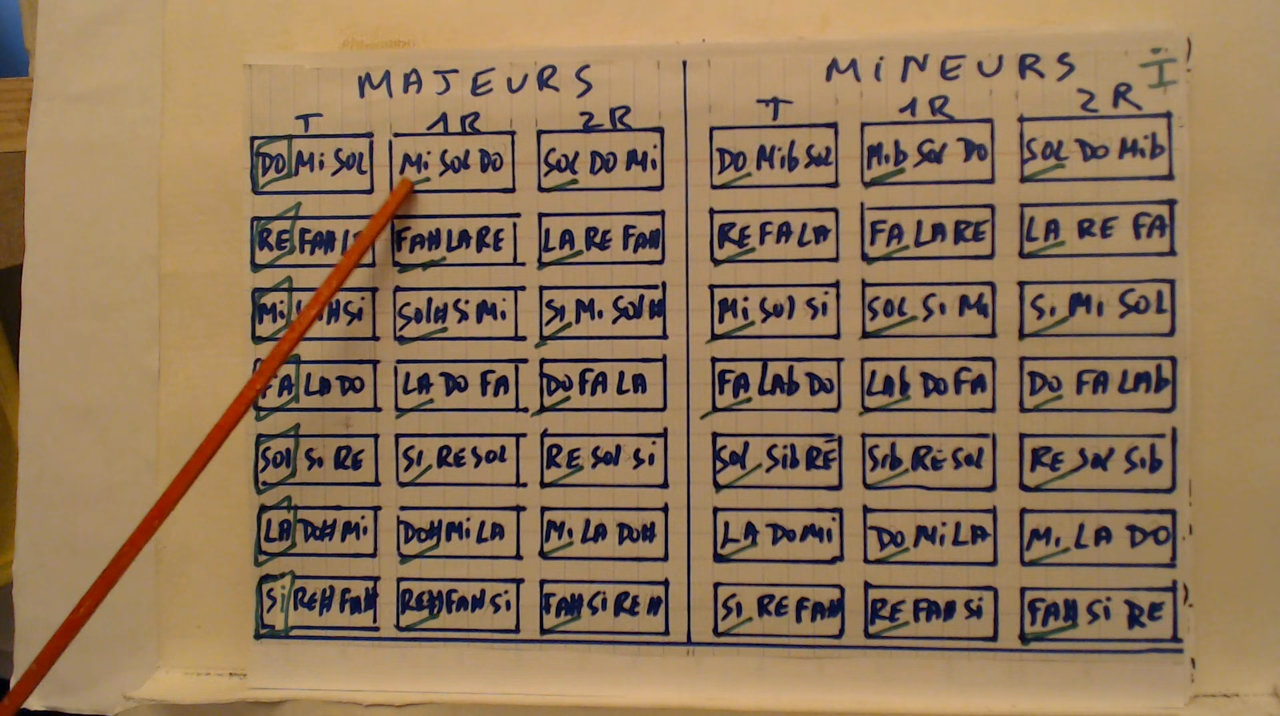 MAJEURS MiNEURS I
T 1R 2R T 1R 2R
DO Mi SOL Mi SOL DO SOL DO Mi DO Mib SOL Mib SOL DO SOL DO Mib
RE FA# FA# LA RE LA RE FA# RE FA LA FA LA RE LA RE FA
Mi Si SOL# Si Mi Si Mi SOL# Mi SOL Si SOL Si Mi Si Mi SOL
FA LA DO LA DO FA DO FA LA FA LAb DO LAb DO FA DO FA LAb
SOL Si RE Si RE SOL RE SOL Si SOL Sib RE Sib RE SOL RE SOL Sib
LA DO# Mi DO# Mi LA Mi LA DO# LA DO Mi DO Mi LA Mi LA DO
Si RE# FA# RE# FA# Si FA# Si RE# Si RE FA# RE FA# Si FA# Si RE